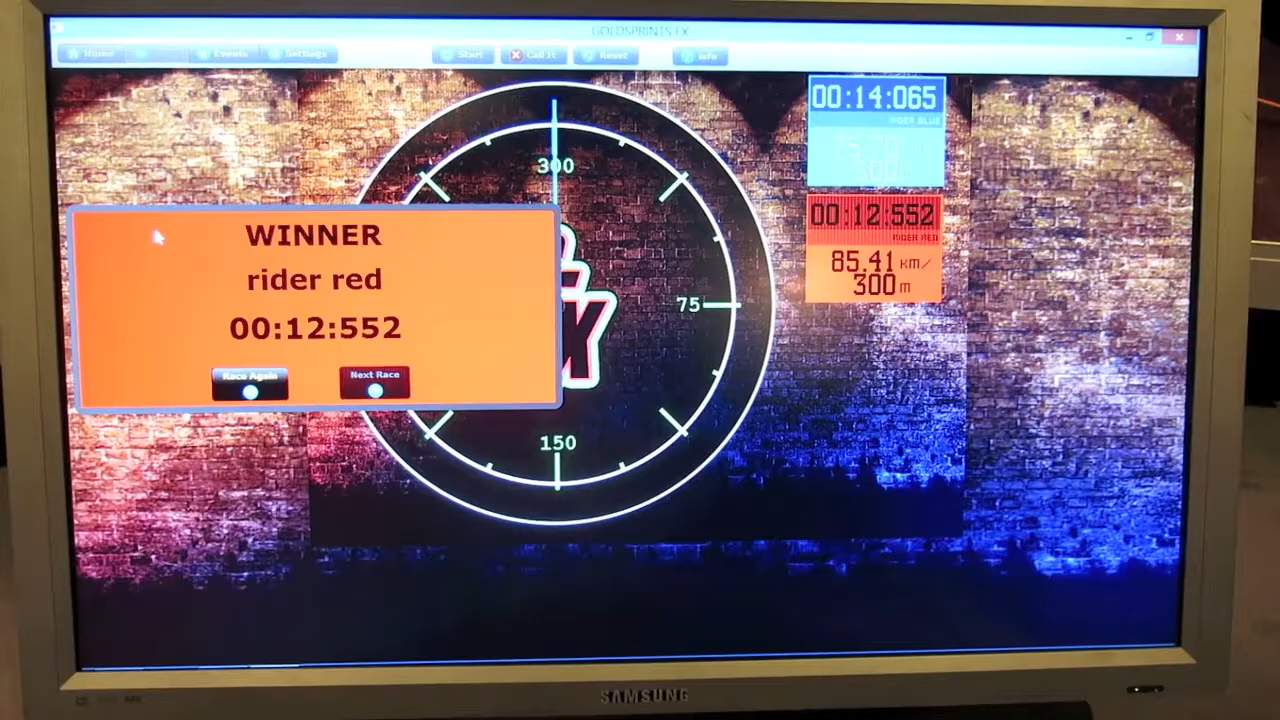 GOLDSPRINTS FX
Home
Events
Settings
Start
Call It
Reset
Info
00:14:065
RIDER BLUE
300
WINNER
rider red
00:12:552
Race Again
Next Race
00:12:552
RIDER RED
85.41 KM/
300 m
75
150
SAMSUNG